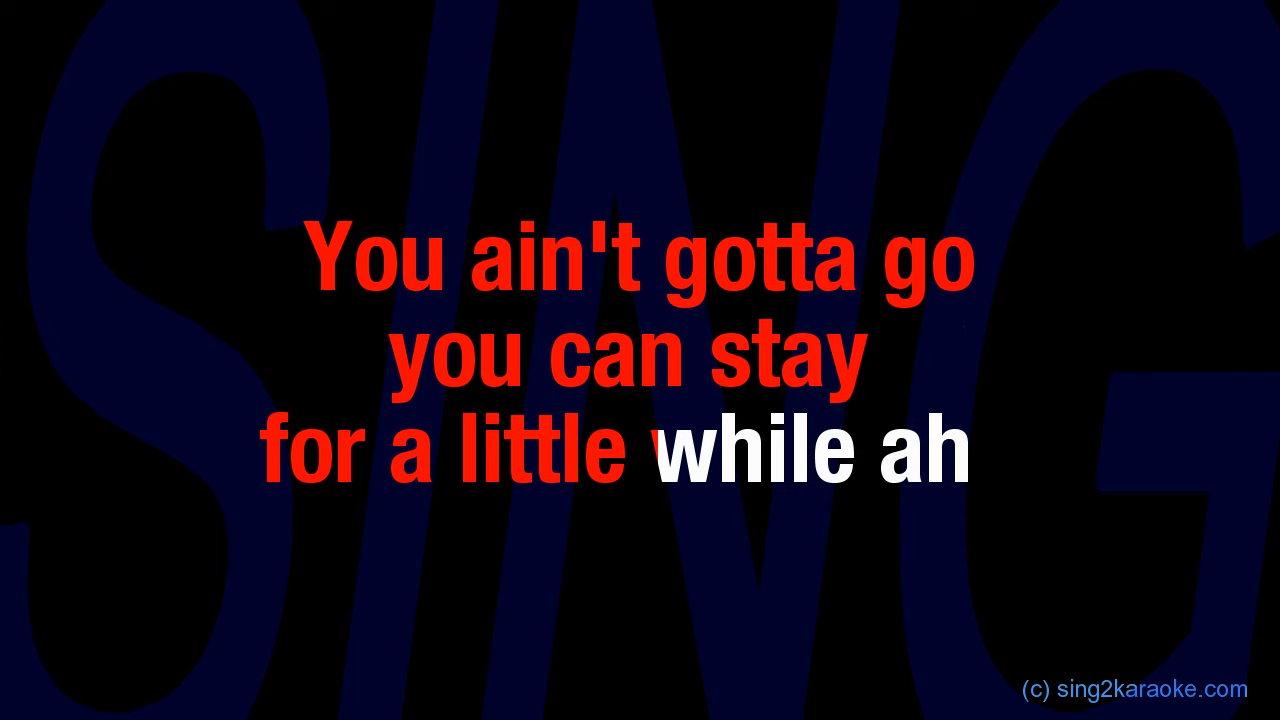 SING
You ain't gotta go
you can stay
for a little while ah
(c) sing2karaoke.com